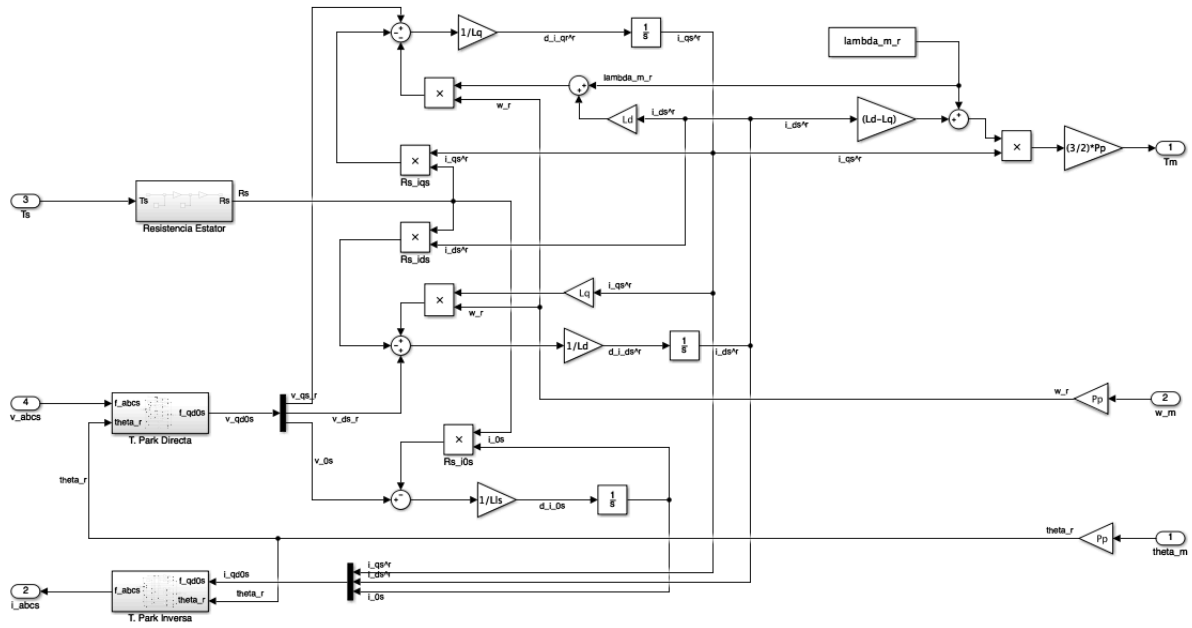 1/Lq
d_i_qr^r
1
s
i_qs^r
lambda_m_r
×
w_r
lambda_m_r
Ld
i_ds^r
i_ds^r
(Ld-Lq)
×
(3/2)*Pp
1
Tm
×
i_qs^r
Rs_iqs
i_qs^r
3
Ts
Ts
Rs
Resistencia Estator
Rs
×
i_ds^r
Rs_ids
×
w_r
Lq
i_qs^r
1/Ld
d_i_ds^r
1
s
i_ds^r
4
v_abcs
f_abcs
theta_r
f_qd0s
T. Park Directa
v_qd0s
v_qs_r
v_ds_r
v_0s
w_r
Pp
2
w_m
×
i_0s
Rs_i0s
1/Lls
d_i_0s
1
s
theta_r
theta_r
Pp
1
theta_m
2
i_abcs
f_abcs
f_qd0s
theta_r
T. Park Inversa
i_qd0s
theta_r
i_qs^r
i_ds^r
i_0s